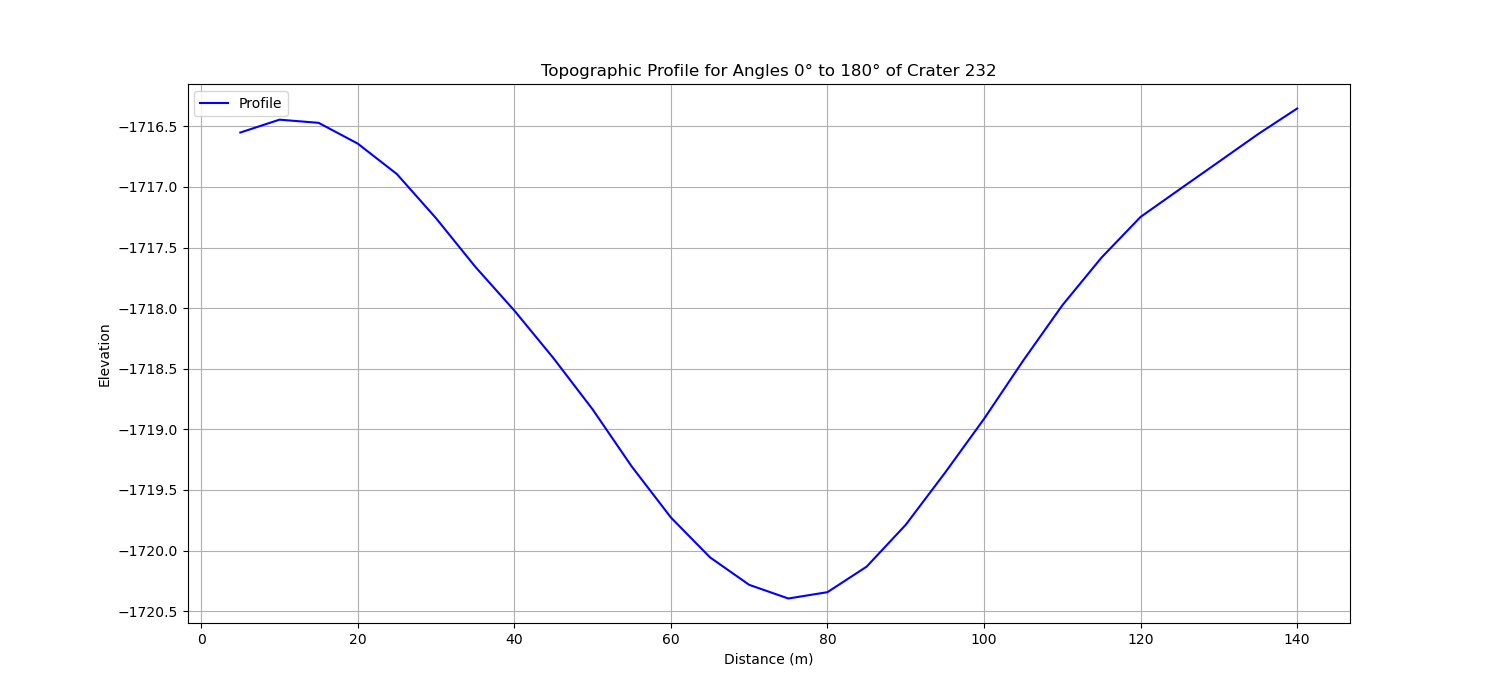 Topographic Profile for Angles 0° to 180° of Crater 232
Profile
−1716.5
−1717.0
−1717.5
−1718.0
−1718.5
−1719.0
−1719.5
−1720.0
−1720.5
Elevation
0 20 40 60 80 100 120 140
Distance (m)